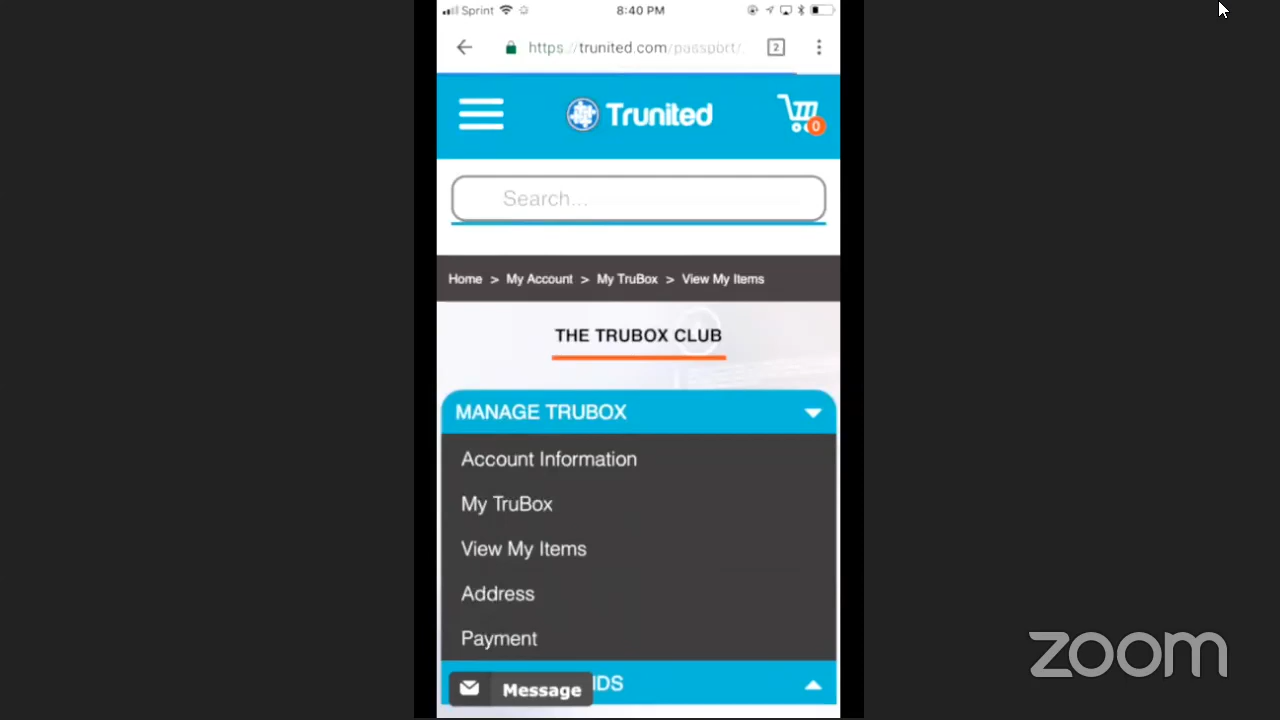 Sprint 8:40 PM
https://trunited.com/passport/ 2
Trunited 0
Search...
Home > My Account > My TruBox > View My Items
THE TRUBOX CLUB
MANAGE TRUBOX
Account Information
My TruBox
View My Items
Address
Payment
Message IDS
zoom